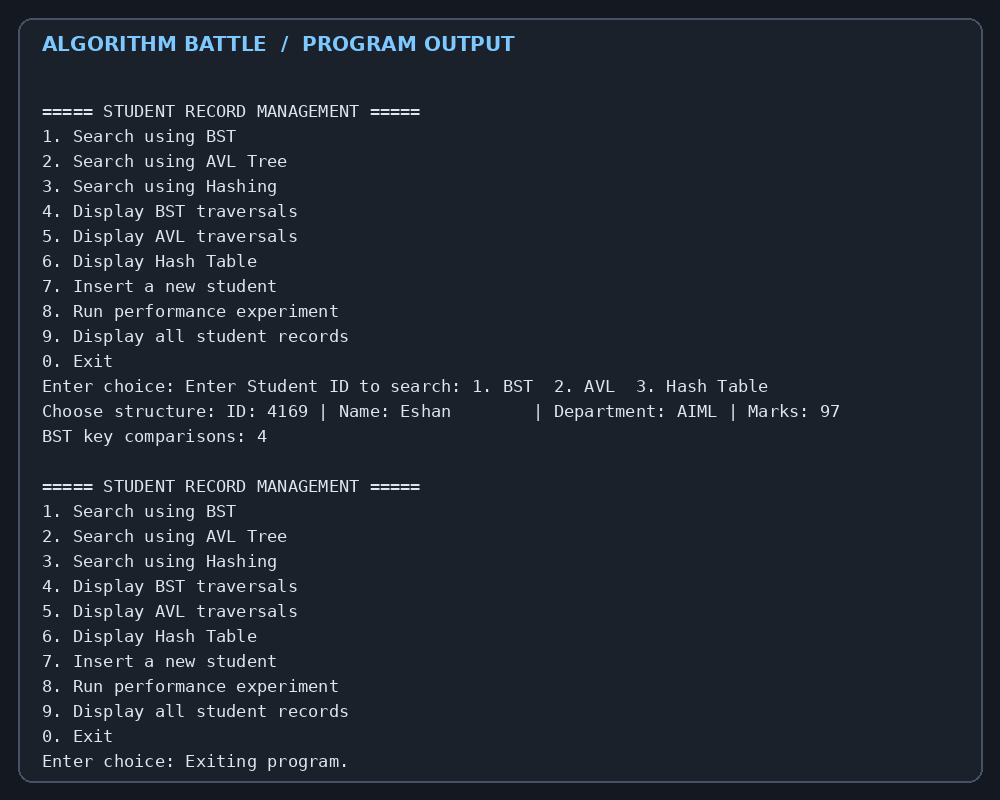 ALGORITHM BATTLE / PROGRAM OUTPUT
===== STUDENT RECORD MANAGEMENT =====
1. Search using BST
2. Search using AVL Tree
3. Search using Hashing
4. Display BST traversals
5. Display AVL traversals
6. Display Hash Table
7. Insert a new student
8. Run performance experiment
9. Display all student records
0. Exit
Enter choice: Enter Student ID to search: 1. BST  2. AVL  3. Hash Table
Choose structure: ID: 4169 | Name: Eshan        | Department: AIML | Marks: 97
BST key comparisons: 4
===== STUDENT RECORD MANAGEMENT =====
1. Search using BST
2. Search using AVL Tree
3. Search using Hashing
4. Display BST traversals
5. Display AVL traversals
6. Display Hash Table
7. Insert a new student
8. Run performance experiment
9. Display all student records
0. Exit
Enter choice: Exiting program.